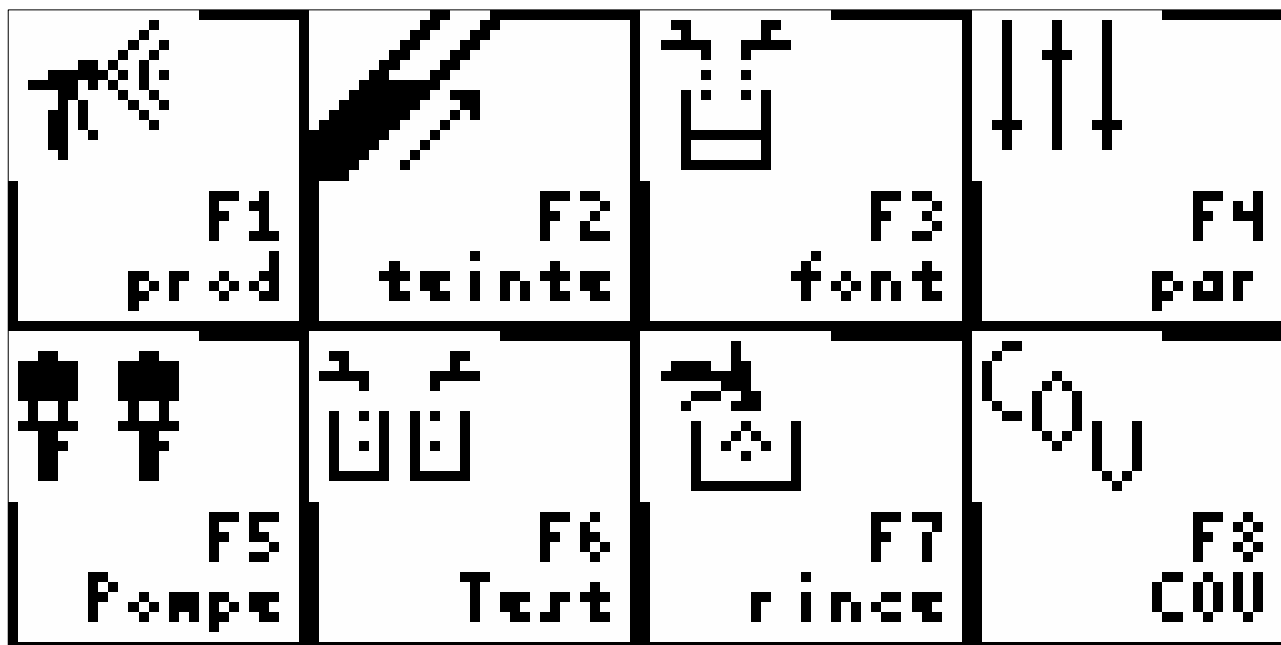 F1
prod
F2
teinte
F3
font
F4
par
F5
Pompe
F6
Test
F7
rince
COV
F8
COV